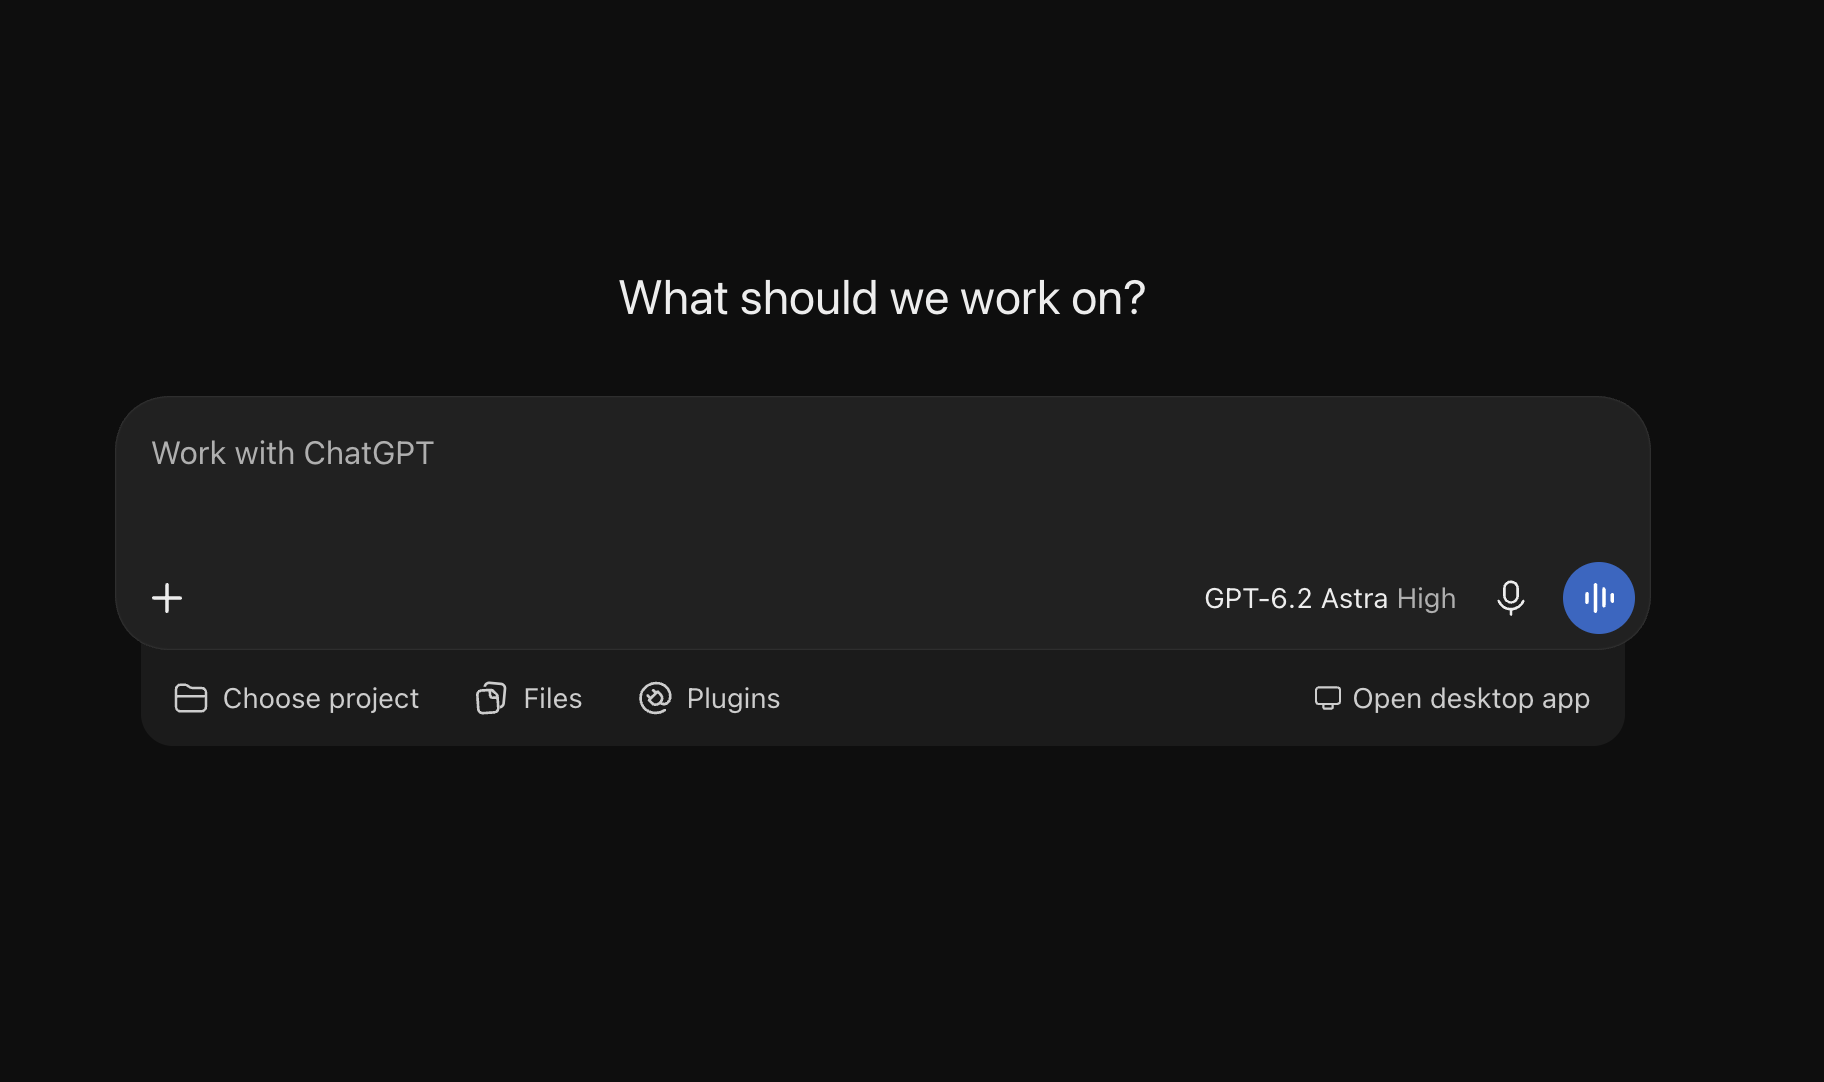 What should we work on?
Work with ChatGPT
GPT-6.2 Astra High
Choose project Files Plugins Open desktop app